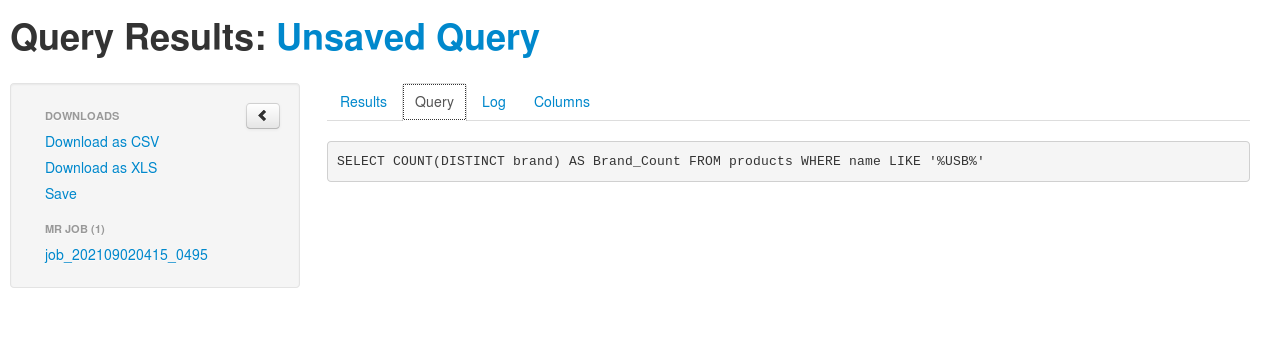 Query Results: Unsaved Query
DOWNLOADS
Download as CSV
Download as XLS
Save
MR JOB (1)
job_202109020415_0495
Results Query Log Columns
SELECT COUNT(DISTINCT brand) AS Brand_Count FROM products WHERE name LIKE '%USB%'